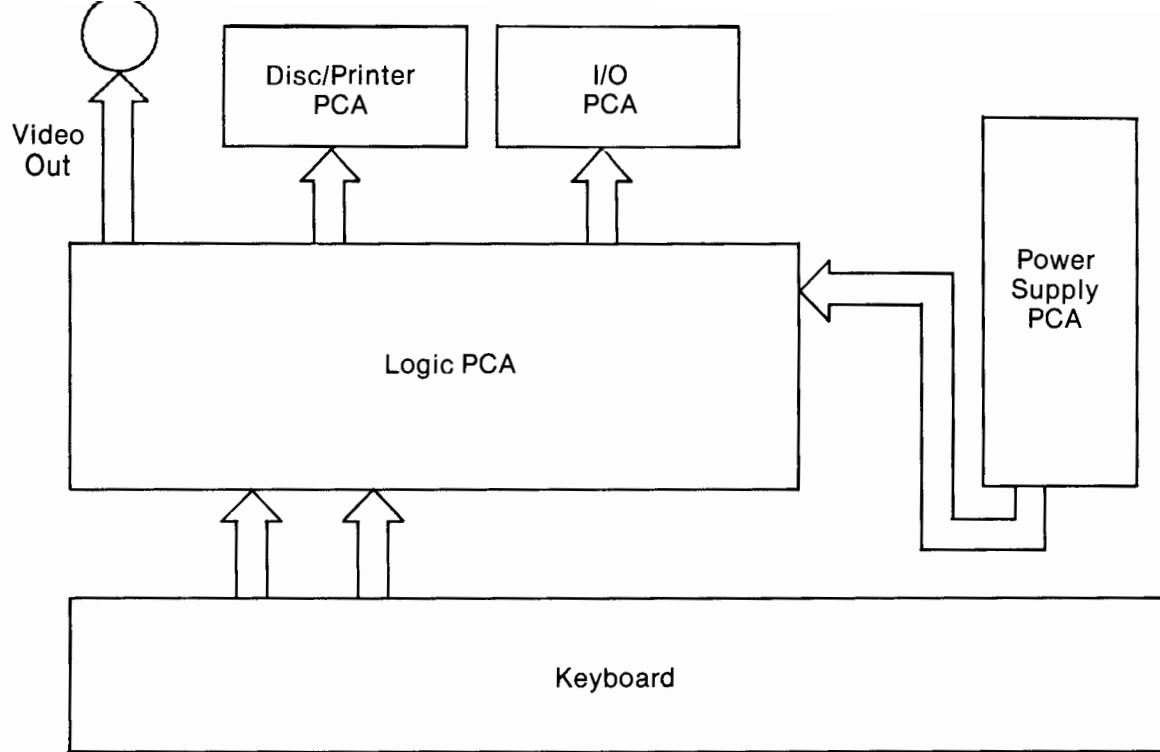 Disc/Printer
PCA
I/O
PCA
Video
Out
Power
Supply
PCA
Logic PCA
Keyboard